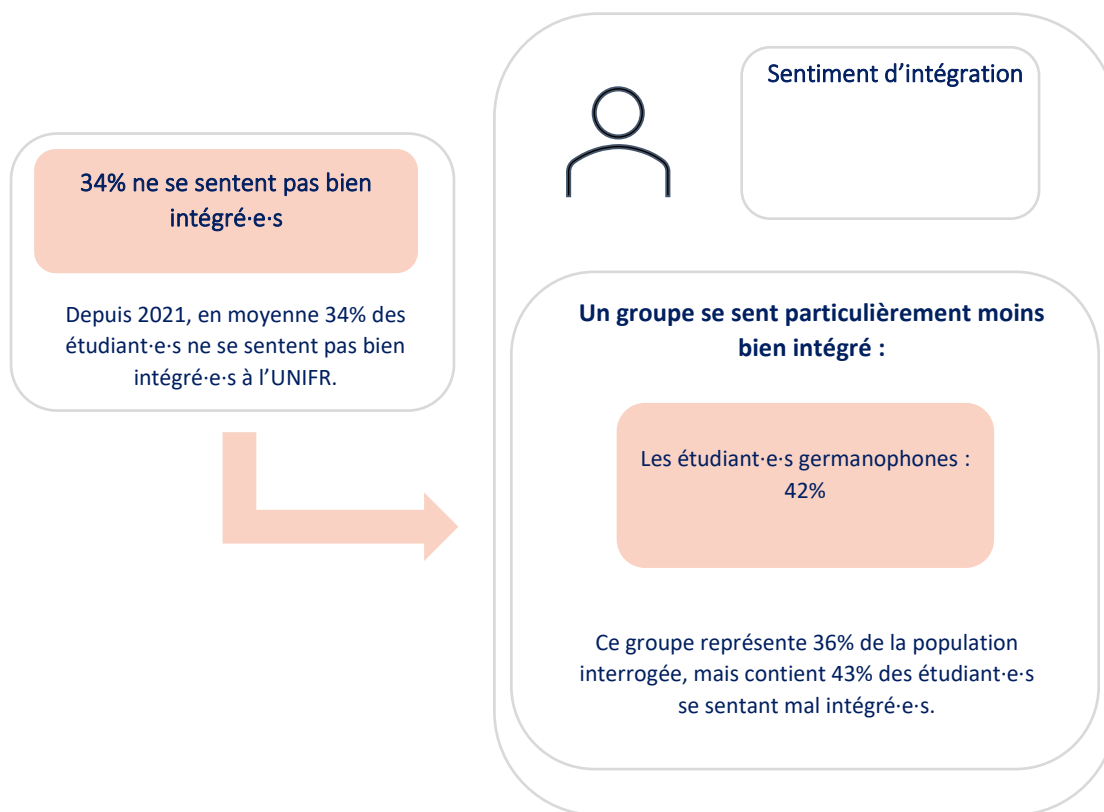 34% ne se sentent pas bien
intégré·e·s
Depuis 2021, en moyenne 34% des
étudiant·e·s ne se sentent pas bien
intégré·e·s à l’UNIFR.
Sentiment d’intégration
Un groupe se sent particulièrement moins
bien intégré :
Les étudiant·e·s germanophones :
42%
Ce groupe représente 36% de la population
interrogée, mais contient 43% des étudiant·e·s
se sentant mal intégré·e·s.